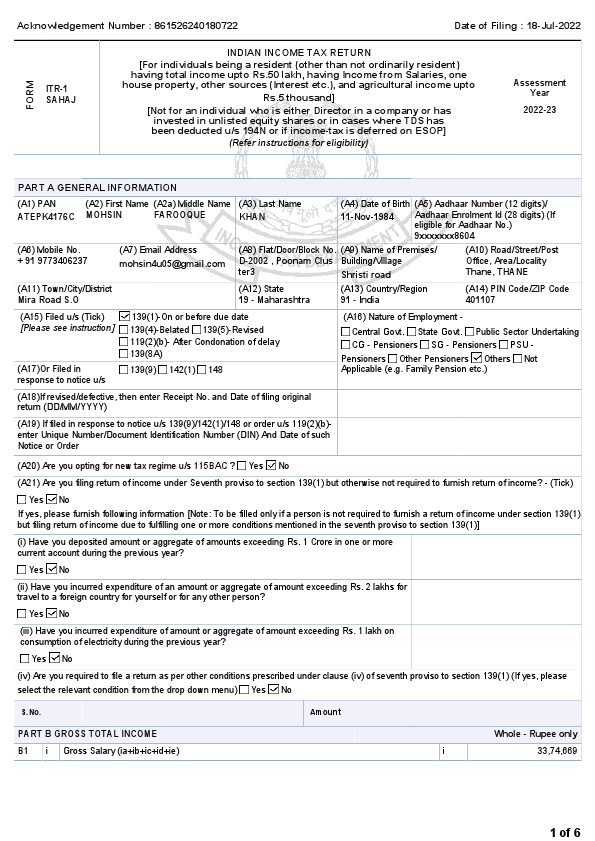 Acknowledgement Number : 861526240180722 Date of Filing : 18-Jul-2022
FORM
ITR-1
SAHAJ
INDIAN INCOME TAX RETURN
[For individuals being a resident (other than not ordinarily resident)
having total income upto Rs.50 lakh, having Income from Salaries, one
house property, other sources (Interest etc.), and agricultural income upto
Rs.5 thousand]
[Not for an individual who is either Director in a company or has
invested in unlisted equity shares or in cases where TDS has
been deducted u/s 194N or if income-tax is deferred on ESOP]
(Refer instructions for eligibility)
Assessment
Year
2022-23
PART A GENERAL INFORMATION
(A1) PAN
ATEPK4176C
(A2) First Name
MOHSIN
(A2a) Middle Name
FAROOQUE
(A3) Last Name
KHAN
(A4) Date of Birth
11-Nov-1984
(A5) Aadhaar Number (12 digits)/
Aadhaar Enrolment Id (28 digits) (If
eligible for Aadhaar No.)
9xxxxxxx8604
(A6)Mobile No.
+91 9773406237
(A7) Email Address
mohsin4u05@gmail.com
(A8) Flat/Door/Block No.
D-2002 , Poonam Clus
ter3
(A9) Name of Premises/
Building/Village
Shristi road
(A10) Road/Street/Post
Office, Area/Locality
Thane, THANE
(A11) Town/City/District
Mira Road S.O
(A12) State
19 - Maharashtra
(A13) Country/Region
91 - India
(A14) PIN Code/ZIP Code
401107
(A15) Filed u/s (Tick)
[Please see instruction]
139(1)-On or before due date
139(4)-Belated 139(5)-Revised
119(2)(b)- After Condonation of delay
139(8A)
(A16) Nature of Employment -
Central Govt. State Govt. Public Sector Undertaking
CG - Pensioners SG - Pensioners PSU -
Pensioners Other Pensioners Others Not
Applicable (e.g. Family Pension etc.)
(A17)Or Filed in
response to notice u/s
139(9) 142(1) 148
(A18)If revised/defective, then enter Receipt No. and Date of filing original
return (DD/MM/YYYY)
(A19) If filed in response to notice u/s 139(9)/142(1)/148 or order u/s 119(2)(b)-
enter Unique Number/Document Identification Number (DIN) And Date of such
Notice or Order
(A20) Are you opting for new tax regime u/s 115BAC ? Yes No
(A21) Are you filing return of income under Seventh proviso to section 139(1) but otherwise not required to furnish return of income? - (Tick)
Yes No
If yes, please furnish following information [Note: To be filled only if a person is not required to furnish a return of income under section 139(1)
but filing return of income due to fulfilling one or more conditions mentioned in the seventh proviso to section 139(1)]
(i) Have you deposited amount or aggregate of amounts exceeding Rs. 1 Crore in one or more
current account during the previous year?
Yes No
(ii) Have you incurred expenditure of an amount or aggregate of amount exceeding Rs. 2 lakhs for
travel to a foreign country for yourself or for any other person?
Yes No
(iii) Have you incurred expenditure of amount or aggregate of amount exceeding Rs. 1 lakh on
consumption of electricity during the previous year?
Yes No
(iv) Are you required to file a return as per other conditions prescribed under clause (iv) of seventh proviso to section 139(1) (If yes, please
select the relevant condition from the drop down menu) Yes No
S.No. Amount
PART B GROSS TOTAL INCOME Whole - Rupee only
B1 i Gross Salary (ia+ib+ic+id+ie) i 33,74,669
1 of 6